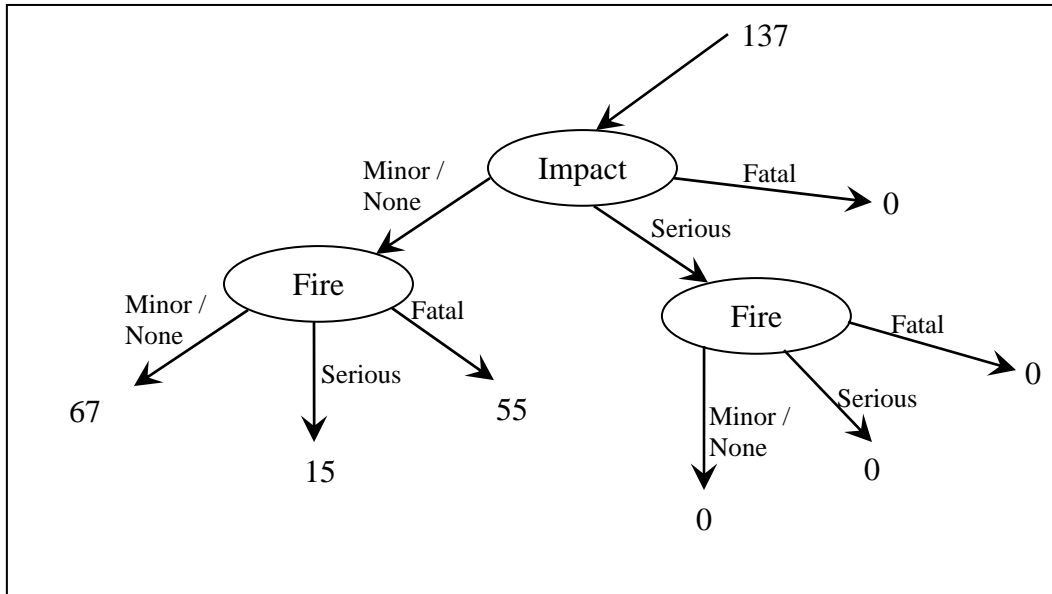 137
Impact
Minor /
None
Fatal
0
Serious
Fire
Minor /
None
Fatal
Serious
67
15
55
Fire
Fatal
0
Serious
Minor /
None
0
0